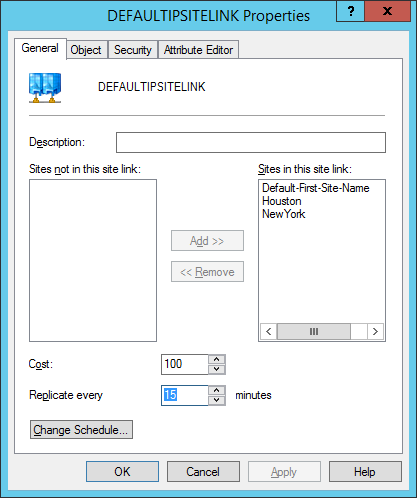 DEFAULTIPSITELINK Properties
? X
General Object Security Attribute Editor
DEFAULTIPSITELINK
Description:
Sites not in this site link: Sites in this site link:
Default-First-Site-Name
Houston
NewYork
Add >>
<< Remove
Cost: 100
Replicate every 15 minutes
Change Schedule...
OK Cancel Apply Help